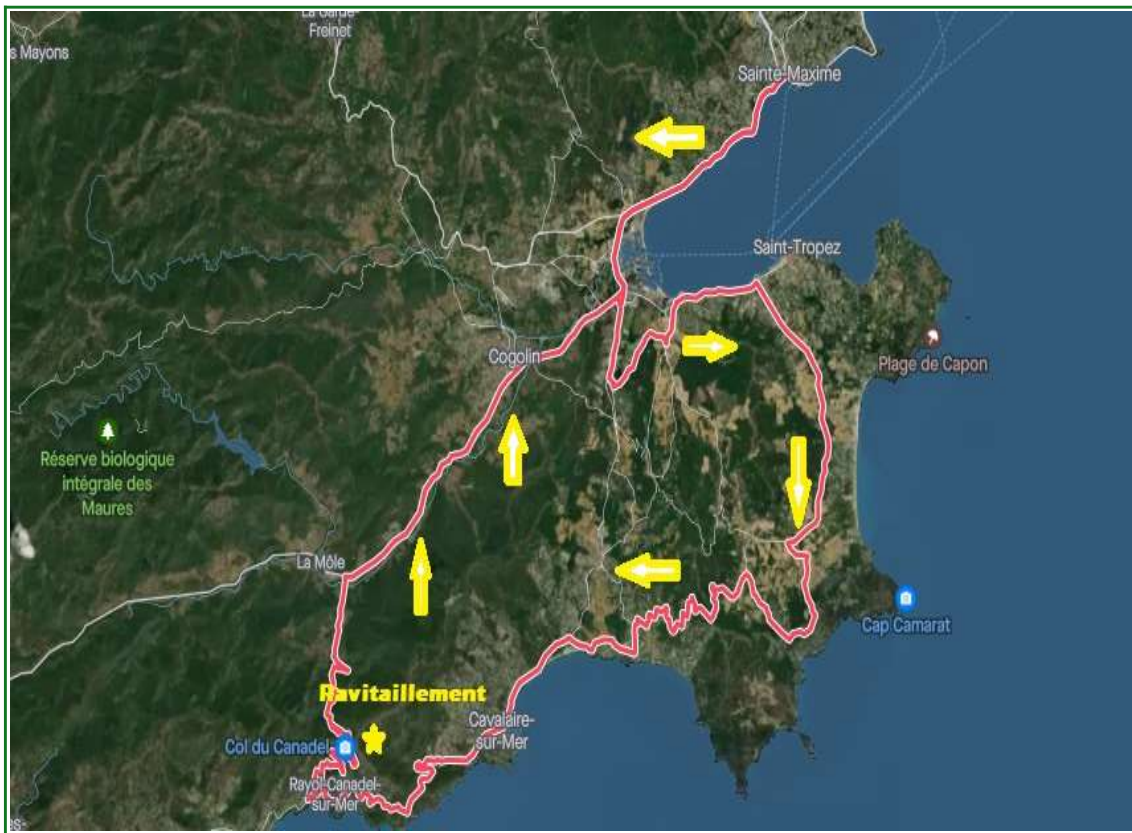 La Garde-
Freinet
s Mayons
Sainte-Maxime
Saint-Tropez
Plage de Capon
Cogolin
Réserve biologique
intégrale des
Maures
La Môle
Cap Camarat
Ravitaillement
Cavalaire-
sur-Mer
Col du Canadel
Rayol-Canadel-
sur-Mer
es-